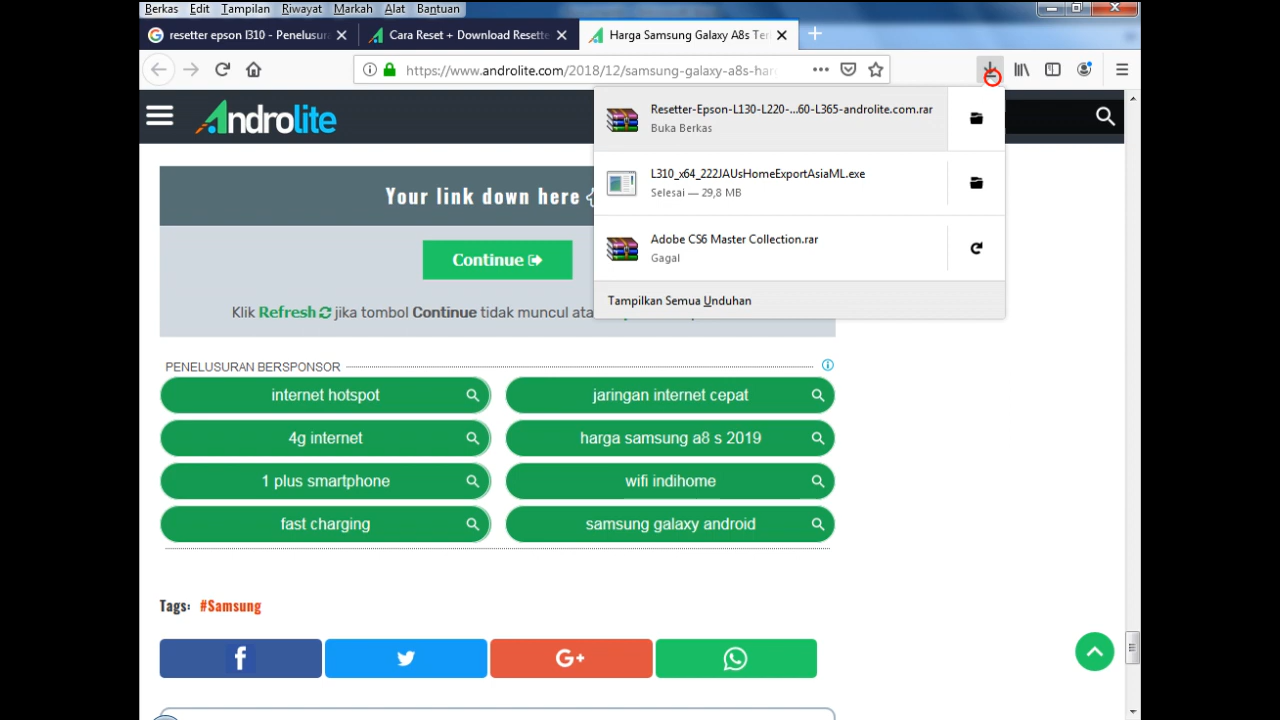 Berkas Edit Tampilan Riwayat Markah Alat Bantuan
resetter epson l310 - Penelusura
Cara Reset + Download Resette
Harga Samsung Galaxy A8s Ter
https://www.androlite.com/2018/12/samsung-galaxy-a8s-har
Androlite
Resetter-Epson-L130-L220-...60-L365-androlite.com.rar
Buka Berkas
L310_x64_222JAUsHomeExportAsiaML.exe
Selesai — 29,8 MB
Adobe CS6 Master Collection.rar
Gagal
Tampilkan Semua Unduhan
Your link down here
Continue
Klik Refresh jika tombol Continue tidak muncul ata
PENELUSURAN BERSPONSOR
internet hotspot
jaringan internet cepat
4g internet
harga samsung a8 s 2019
1 plus smartphone
wifi indihome
fast charging
samsung galaxy android
Tags: #Samsung
f
G+